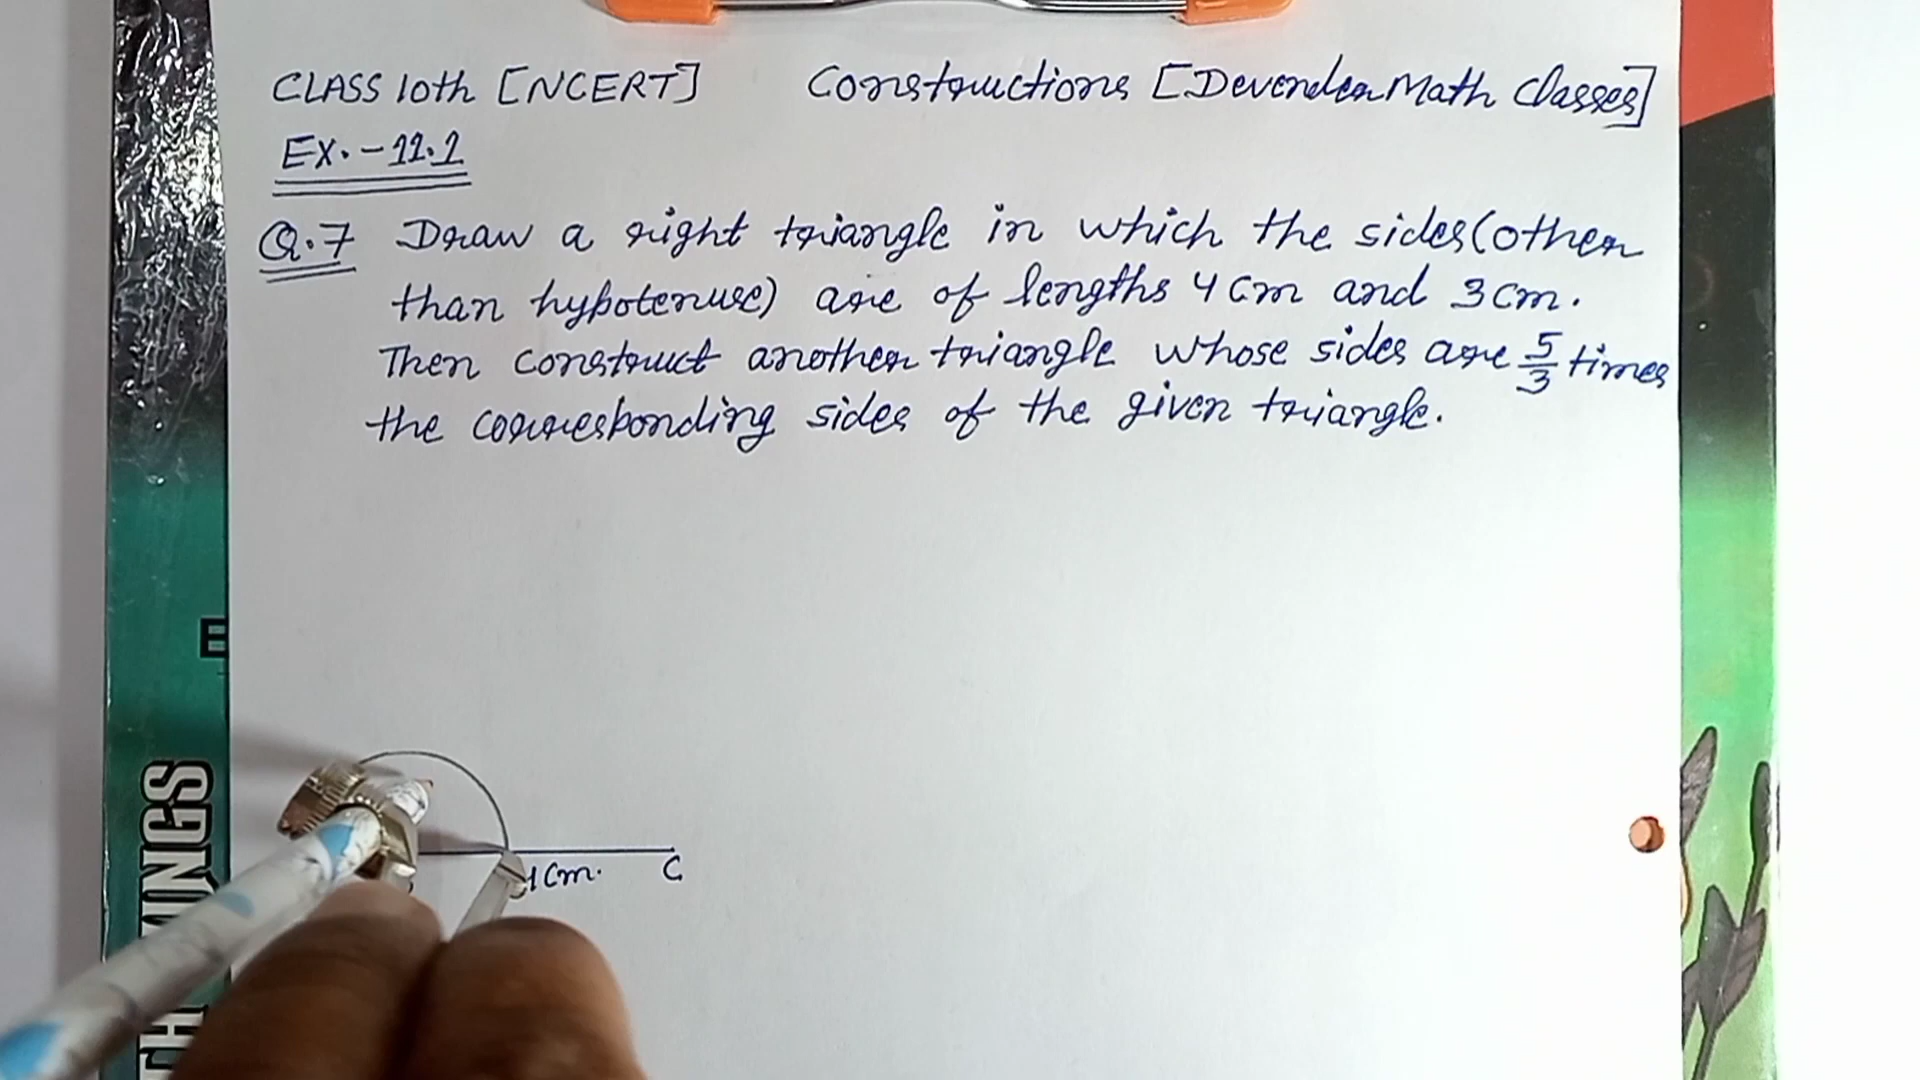 CLASS 10th [NCERT] Constructions [Devender Math Classes]
Ex. - 11.1
Q.7 Draw a right triangle in which the sides (other
than hypotenuse) are of lengths 4 cm and 3 cm.
Then construct another triangle whose sides are 5/3 times
the corresponding sides of the given triangle.
4 cm. C